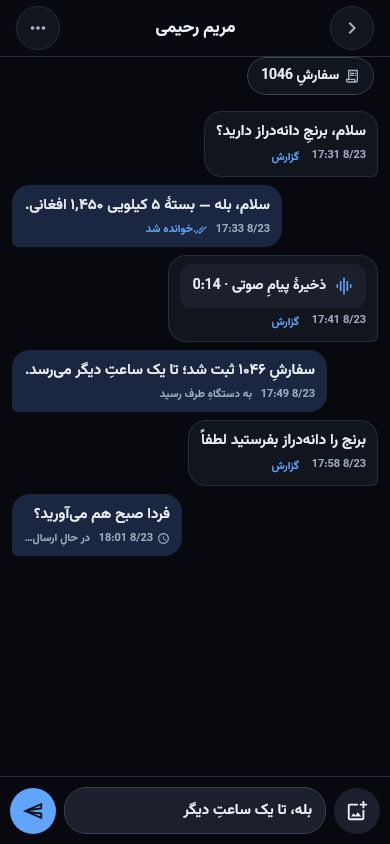 مریم رحیمی
سفارشِ 1046
سلام، برنجِ دانه‌دراز دارید؟
8/23 17:31 گزارش
سلام، بله — بستهٔ ۵ کیلویی ۱,۴۵۰ افغانی.
8/23 17:33 خوانده شد
ذخیرهٔ پیامِ صوتی · 0:14
8/23 17:41 گزارش
سفارشِ ۱۰۴۶ ثبت شد؛ تا یک ساعتِ دیگر می‌رسد.
8/23 17:49 به دستگاهِ طرف رسید
برنج را دانه‌دراز بفرستید لطفاً
8/23 17:58 گزارش
فردا صبح هم می‌آورید؟
8/23 18:01 در حالِ ارسال…
بله، تا یک ساعتِ دیگر